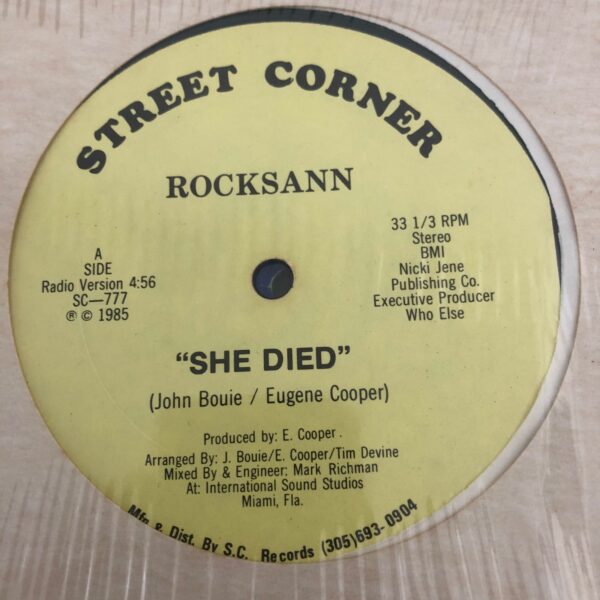 STREET CORNER
ROCKSANN
A
SIDE
Radio Version 4:56
SC—777
℗ © 1985
33 1/3 RPM
Stereo
BMI
Nicki Jene
Publishing Co.
Executive Producer
Who Else
"SHE DIED"
(John Bouie / Eugene Cooper)
Produced by: E. Cooper .
Arranged By: J. Bouie/E. Cooper/Tim Devine
Mixed By & Engineer: Mark Richman
At: International Sound Studios
Miami, Fla.
Mfg & Dist. By S.C. Records (305)693-0904